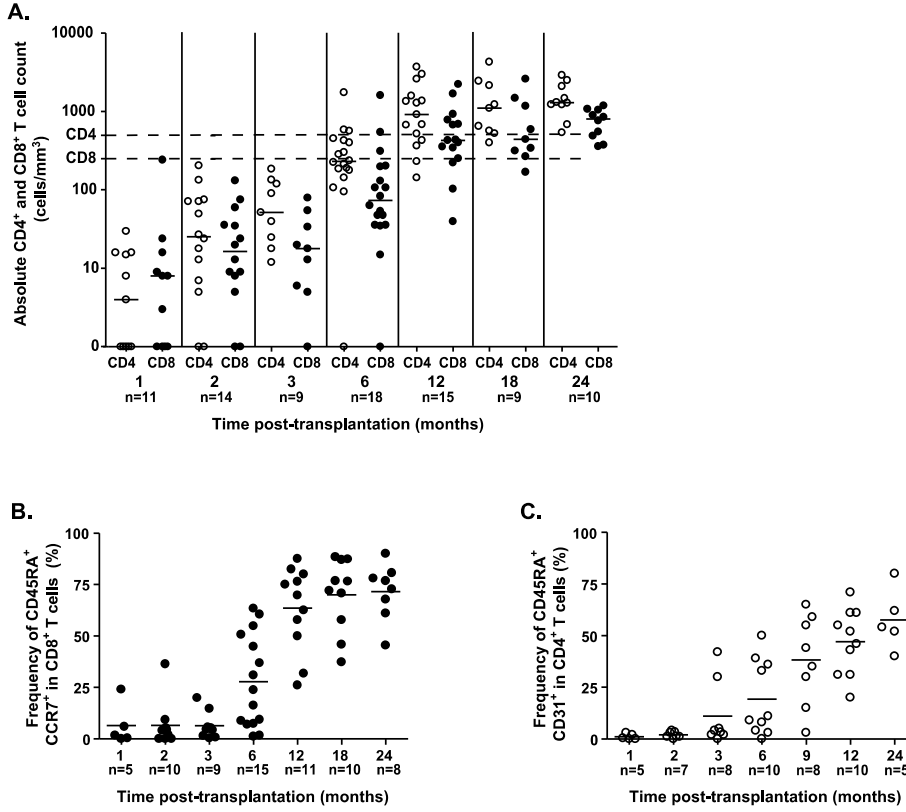 A.
Absolute CD4⁺ and CD8⁺ T cell count
(cells/mm³)
10000
1000
CD4
CD8
100
10
0
CD4 CD8 CD4 CD8 CD4 CD8 CD4 CD8 CD4 CD8 CD4 CD8 CD4 CD8
1 2 3 6 12 18 24
n=11 n=14 n=9 n=18 n=15 n=9 n=10
Time post-transplantation (months)
B.
Frequency of CD45RA⁺
CCR7⁺ in CD8⁺ T cells (%)
100
75
50
25
0
1 2 3 6 12 18 24
n=5 n=10 n=9 n=15 n=11 n=10 n=8
Time post-transplantation (months)
C.
Frequency of CD45RA⁺
CD31⁺ in CD4⁺ T cells (%)
100
75
50
25
0
1 2 3 6 9 12 24
n=5 n=7 n=8 n=10 n=8 n=10 n=5
Time post-transplantation (months)